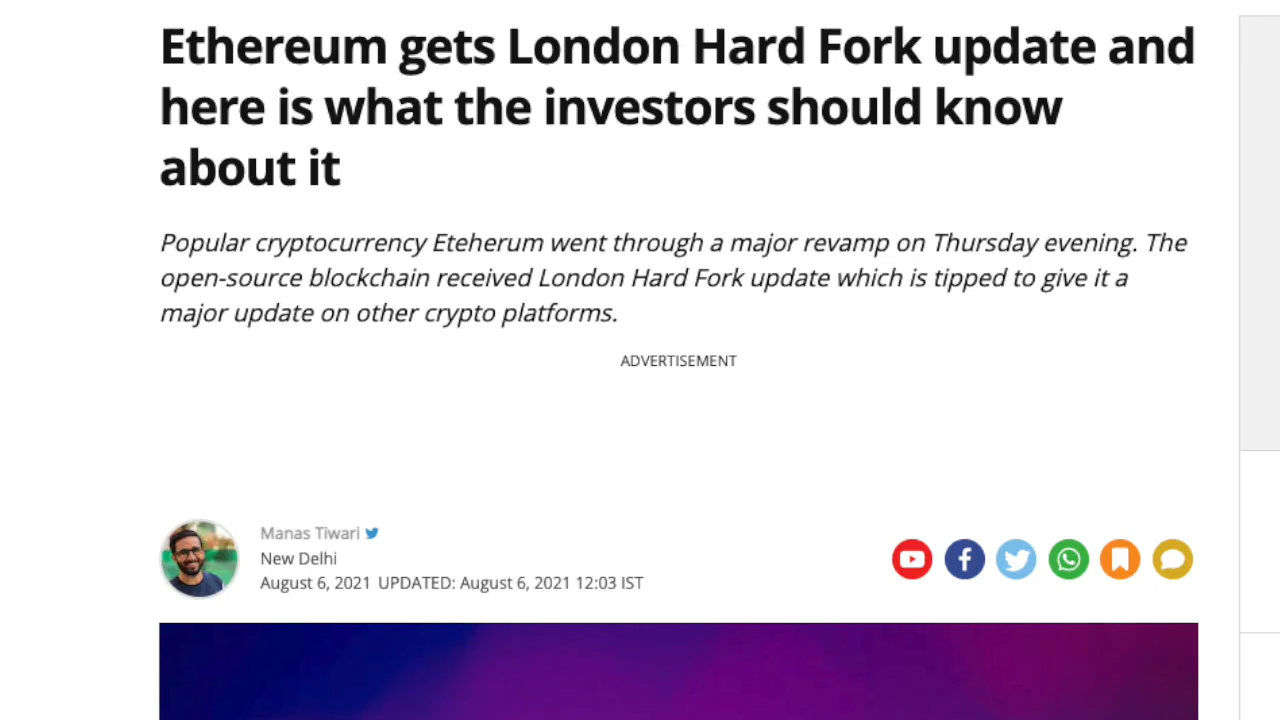 Ethereum gets London Hard Fork update and
here is what the investors should know
about it
Popular cryptocurrency Eteherum went through a major revamp on Thursday evening. The
open-source blockchain received London Hard Fork update which is tipped to give it a
major update on other crypto platforms.
ADVERTISEMENT
Manas Tiwari
New Delhi
August 6, 2021 UPDATED: August 6, 2021 12:03 IST